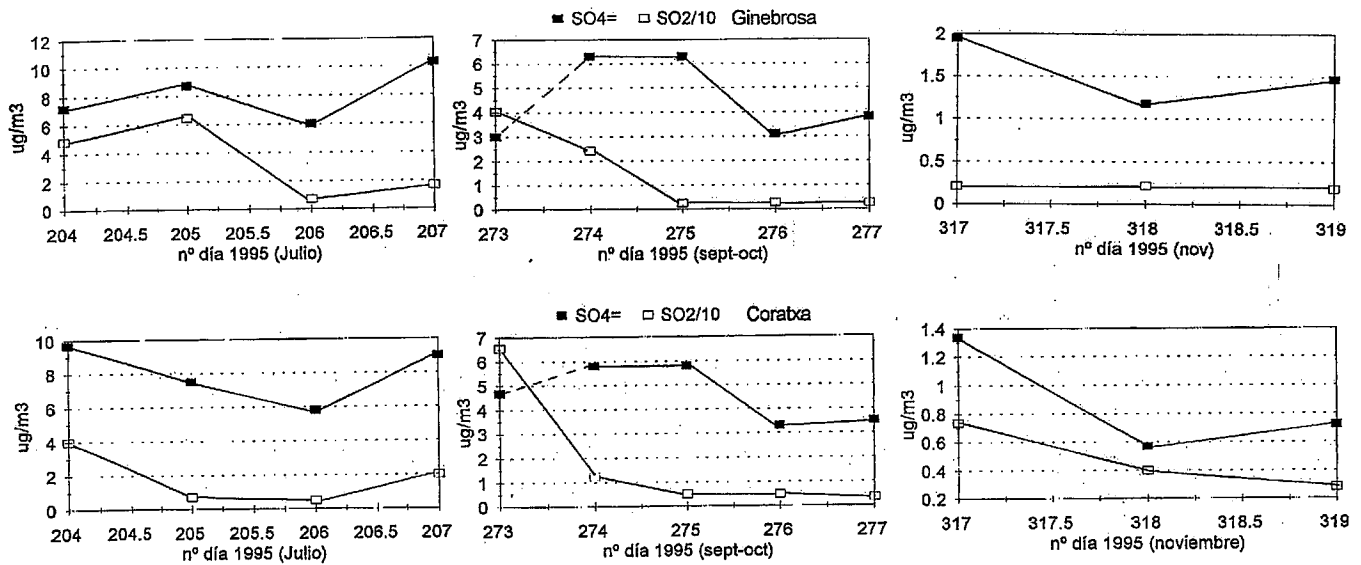 ■ SO4= □ SO2/10 Ginebrosa
12
10
8
6
4
2
0
ug/m3
204 204.5 205 205.5 206 206.5 207
nº día 1995 (Julio)
7
6
5
4
3
2
1
0
ug/m3
273 274 275 276 277
nº día 1995 (sept-oct)
2
1.5
1
0.5
0
ug/m3
317 317.5 318 318.5 319
nº día 1995 (nov)
■ SO4= □ SO2/10 Coratxa
10
8
6
4
2
0
ug/m3
204 204.5 205 205.5 206 206.5 207
nº día 1995 (Julio)
7
6
5
4
3
2
1
0
ug/m3
273 274 275 276 277
nº día 1995 (sept-oct)
1.4
1.2
1
0.8
0.6
0.4
0.2
ug/m3
317 317.5 318 318.5 319
nº día 1995 (noviembre)